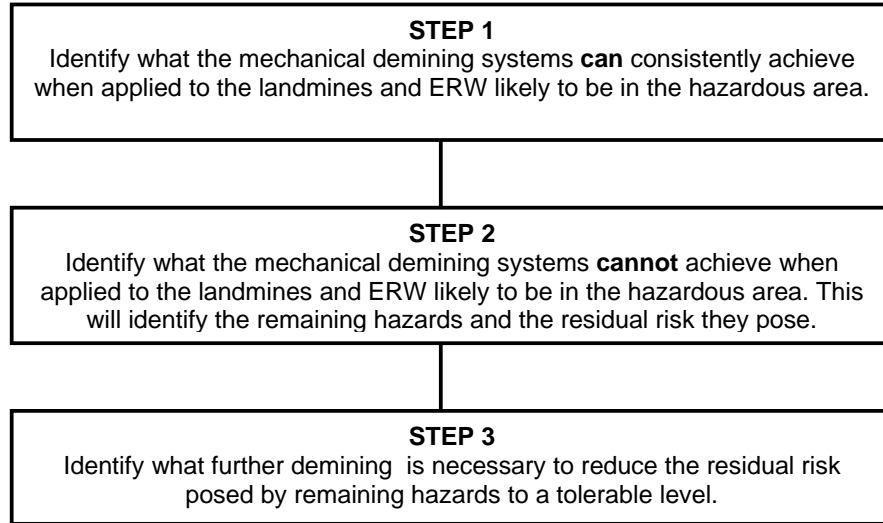 STEP 1
Identify what the mechanical demining systems can consistently achieve
when applied to the landmines and ERW likely to be in the hazardous area.
STEP 2
Identify what the mechanical demining systems cannot achieve when
applied to the landmines and ERW likely to be in the hazardous area. This
will identify the remaining hazards and the residual risk they pose.
STEP 3
Identify what further demining is necessary to reduce the residual risk
posed by remaining hazards to a tolerable level.